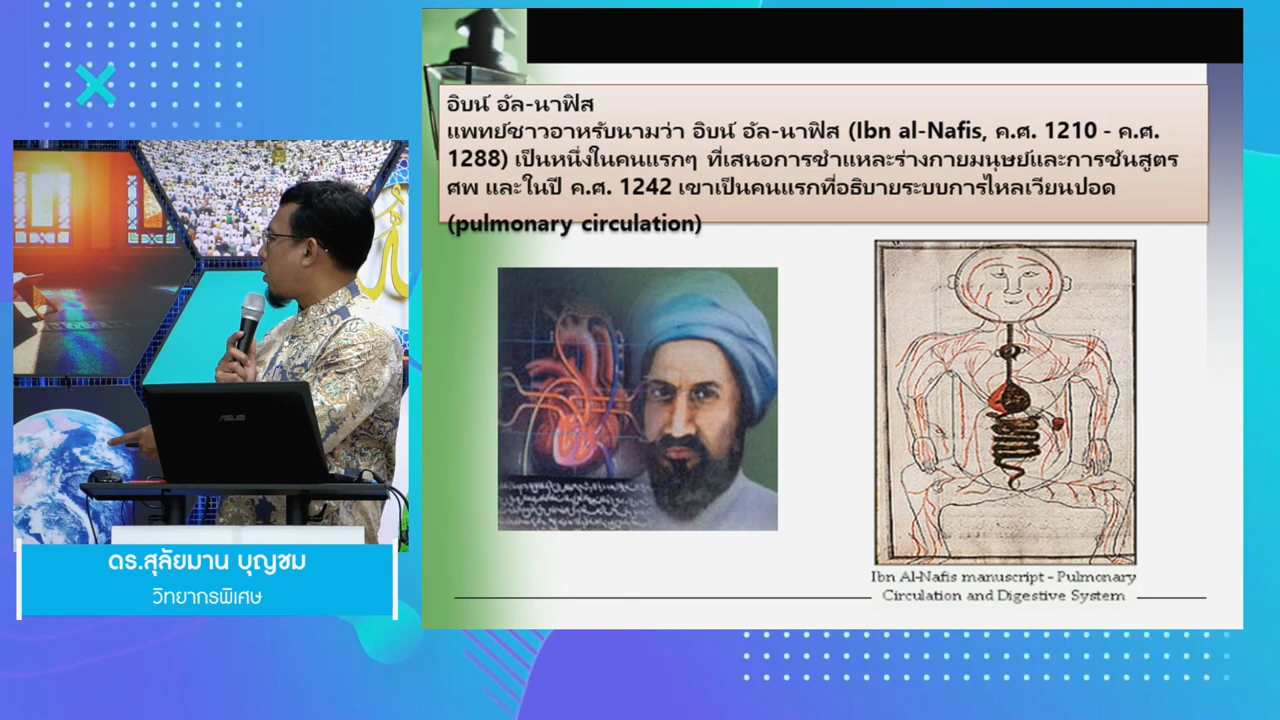 อิบน์ อัล-นาฟิส
แพทย์ชาวอาหรับนามว่า อิบน์ อัล-นาฟิส (Ibn al-Nafis, ค.ศ. 1210 - ค.ศ.
1288) เป็นหนึ่งในคนแรกๆ ที่เสนอการชำแหละร่างกายมนุษย์และการชันสูตร
ศพ และในปี ค.ศ. 1242 เขาเป็นคนแรกที่อธิบายระบบการไหลเวียนปอด
(pulmonary circulation)
Ibn Al-Nafis manuscript - Pulmonary
Circulation and Digestive System
ASUS
ดร.สุลัยมาน บุญชม
วิทยากรพิเศษ